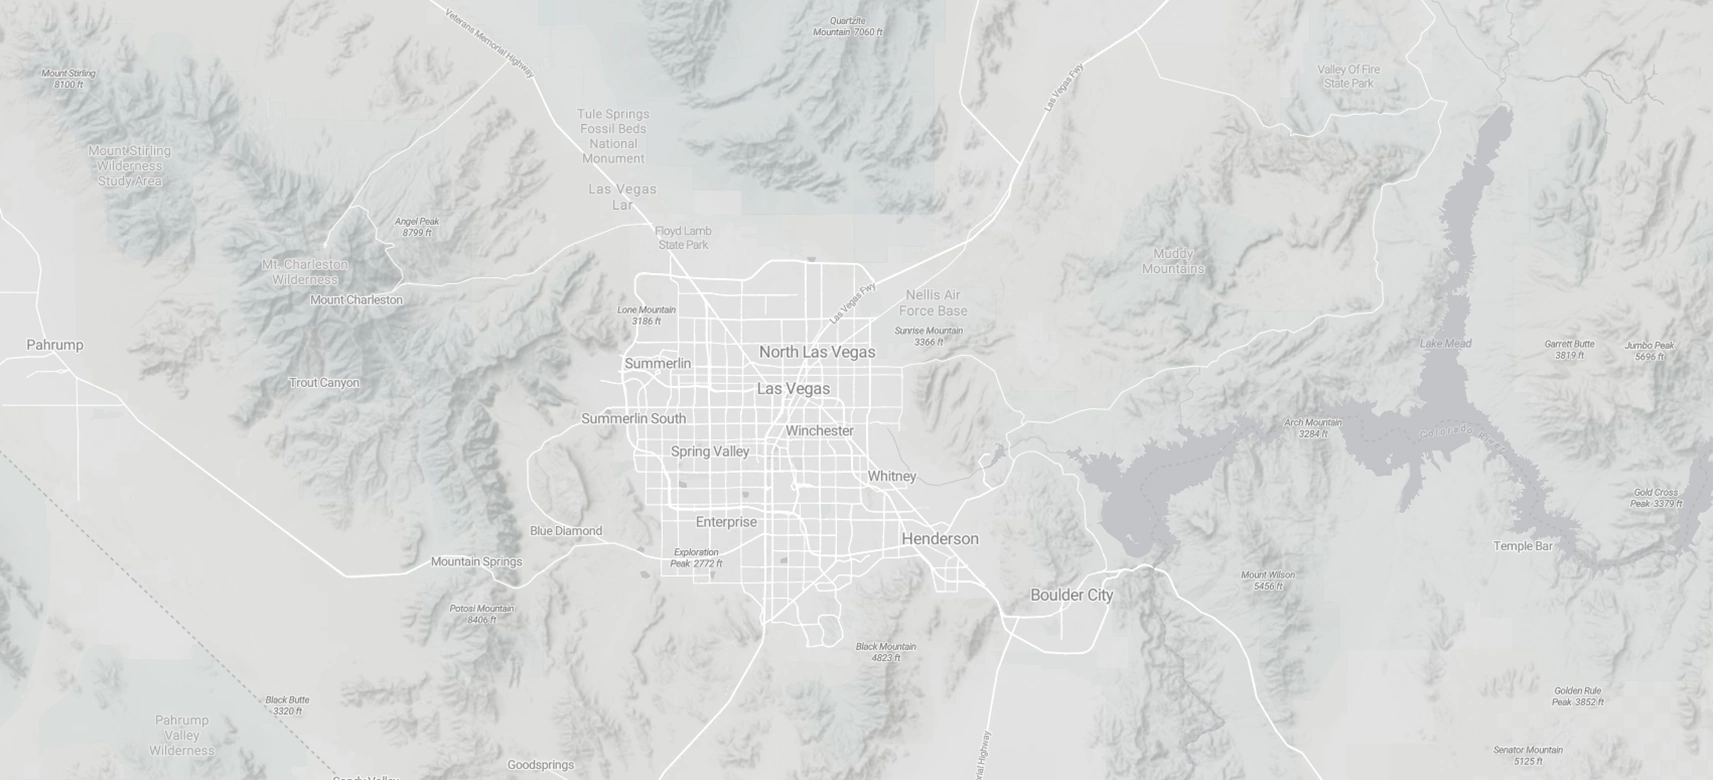 Veterans Memorial Highway
Quartzite
Mountain 7060 ft
Mount Stirling
8100 ft
Las Vegas Fwy
Valley Of Fire
State Park
Tule Springs
Fossil Beds
National
Monument
Mount Stirling
Wilderness
Study Area
Las Vegas
Lar
Angel Peak
8799 ft
Floyd Lamb
State Park
Mt. Charleston
Wilderness
Muddy
Mountains
Mount Charleston
Las Vegas Fwy
Nellis Air
Force Base
Lone Mountain
3186 ft
Sunrise Mountain
3366 ft
Pahrump
North Las Vegas
Lake Mead
Garrett Butte
3819 ft
Jumbo Peak
5696 ft
Summerlin
Trout Canyon
Las Vegas
Summerlin South
Winchester
Arch Mountain
3284 ft
Colorado
Spring Valley
Whitney
Gold Cross
Peak 3379 ft
Enterprise
Blue Diamond
Henderson
Temple Bar
Mountain Springs
Exploration
Peak 2772 ft
Mount Wilson
5456 ft
Boulder City
Potosi Mountain
8406 ft
Black Mountain
4823 ft
Black Butte
3320 ft
Golden Rule
Peak 3852 ft
Pahrump
Valley
Wilderness
Senator Mountain
5125 ft
Goodsprings
rial Highway
Sandy Valley